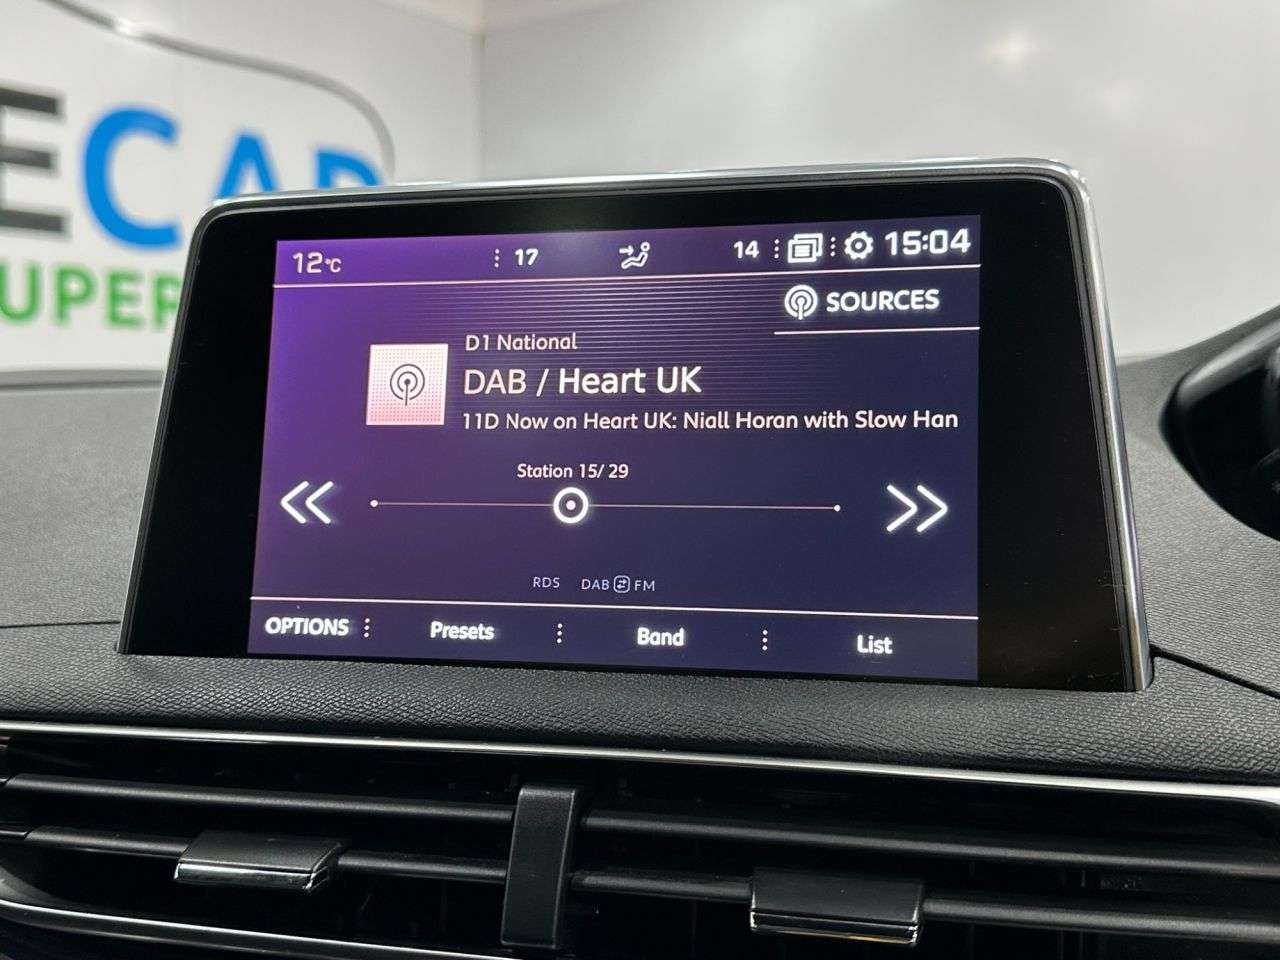 ECAR
SUPER
12°C
17
14
15:04
SOURCES
D1 National
DAB / Heart UK
11D Now on Heart UK: Niall Horan with Slow Han
Station 15/ 29
RDS DAB FM
OPTIONS Presets Band List